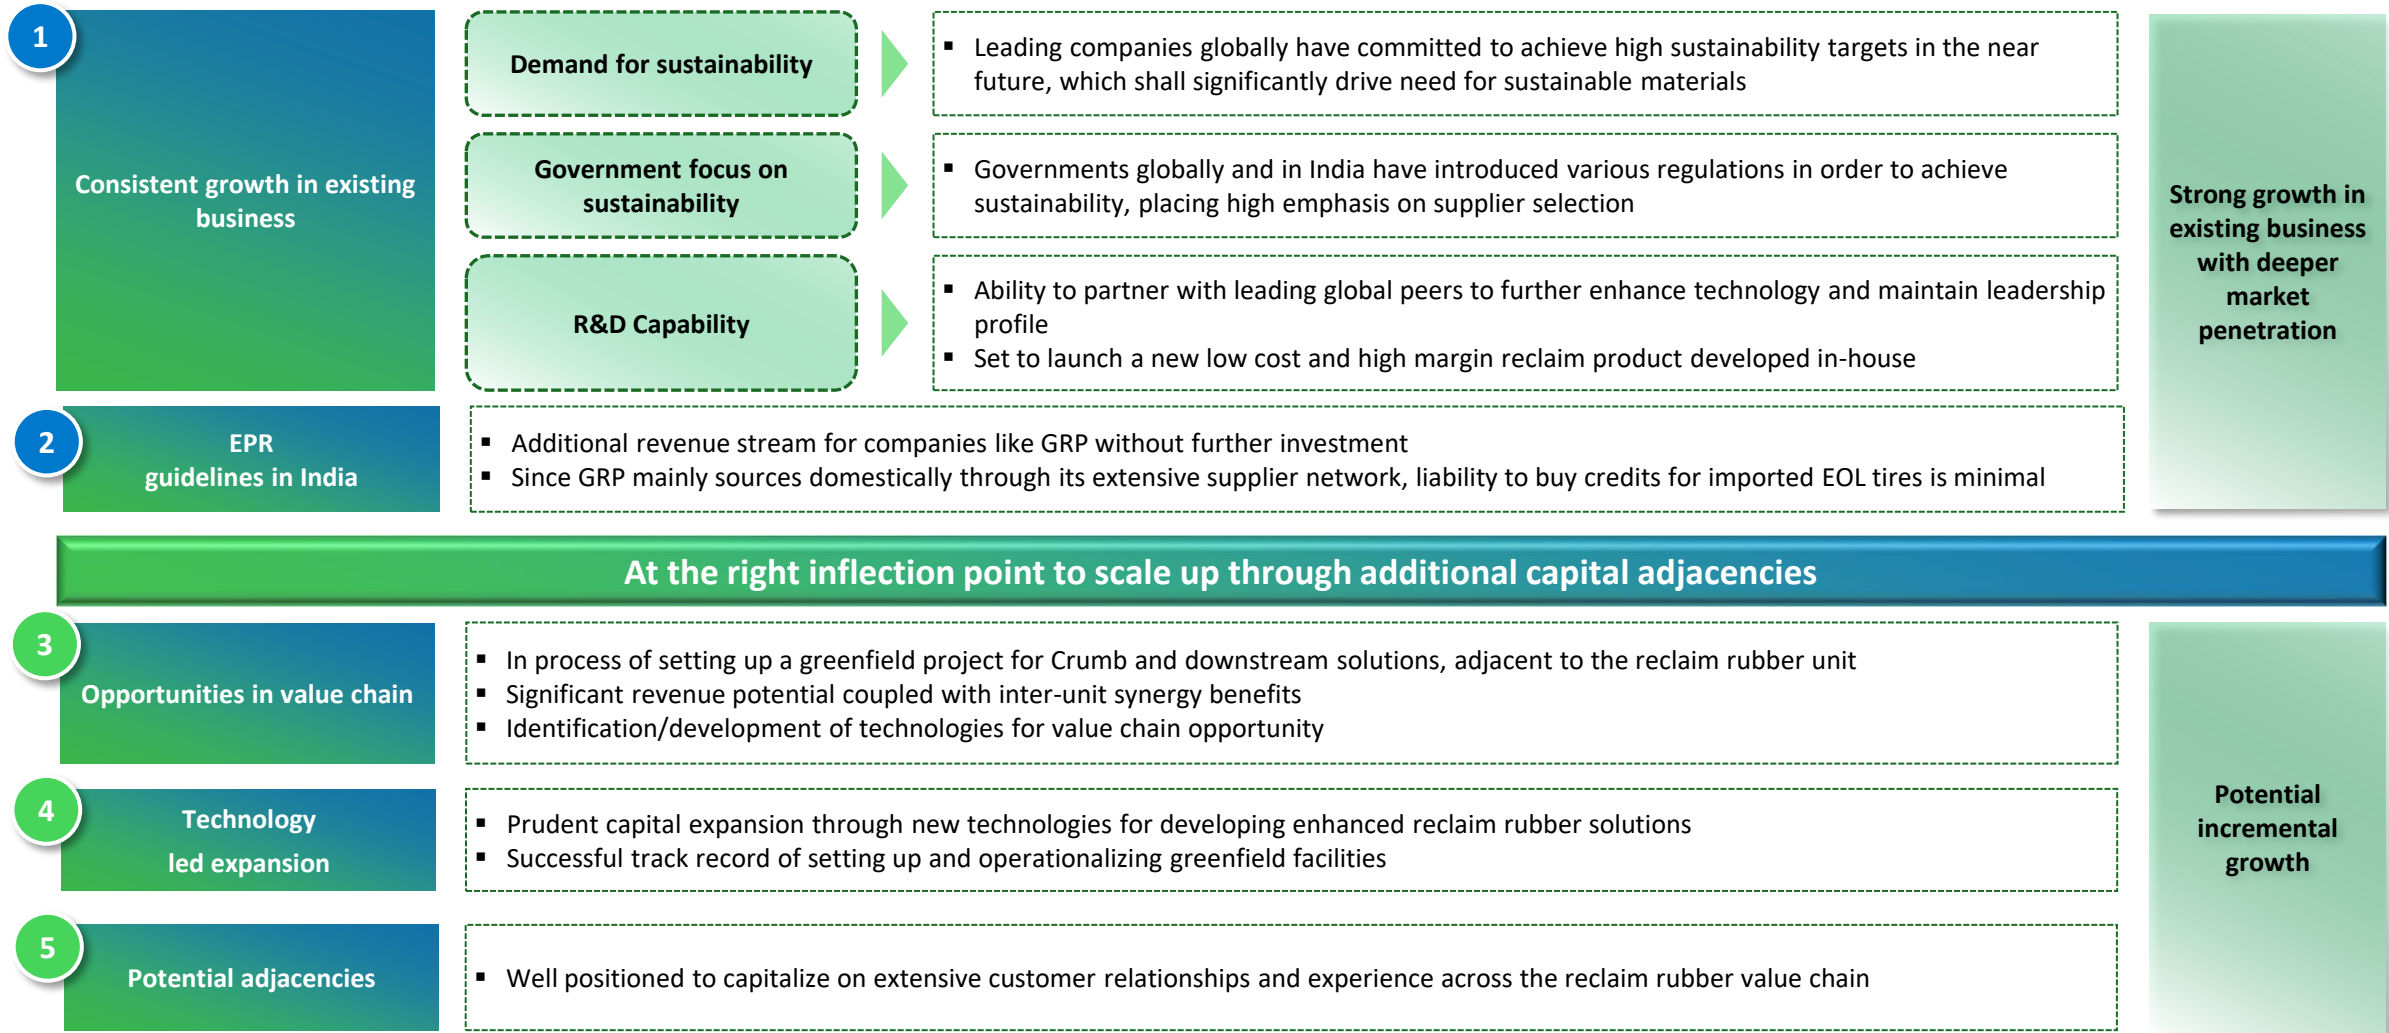 1
Consistent growth in existing
business
Demand for sustainability
▪ Leading companies globally have committed to achieve high sustainability targets in the near
future, which shall significantly drive need for sustainable materials
Government focus on
sustainability
▪ Governments globally and in India have introduced various regulations in order to achieve
sustainability, placing high emphasis on supplier selection
R&D Capability
▪ Ability to partner with leading global peers to further enhance technology and maintain leadership
profile
▪ Set to launch a new low cost and high margin reclaim product developed in-house
2
EPR
guidelines in India
▪ Additional revenue stream for companies like GRP without further investment
▪ Since GRP mainly sources domestically through its extensive supplier network, liability to buy credits for imported EOL tires is minimal
Strong growth in
existing business
with deeper
market
penetration
At the right inflection point to scale up through additional capital adjacencies
3
Opportunities in value chain
▪ In process of setting up a greenfield project for Crumb and downstream solutions, adjacent to the reclaim rubber unit
▪ Significant revenue potential coupled with inter-unit synergy benefits
▪ Identification/development of technologies for value chain opportunity
4
Technology
led expansion
▪ Prudent capital expansion through new technologies for developing enhanced reclaim rubber solutions
▪ Successful track record of setting up and operationalizing greenfield facilities
5
Potential adjacencies
▪ Well positioned to capitalize on extensive customer relationships and experience across the reclaim rubber value chain
Potential
incremental
growth